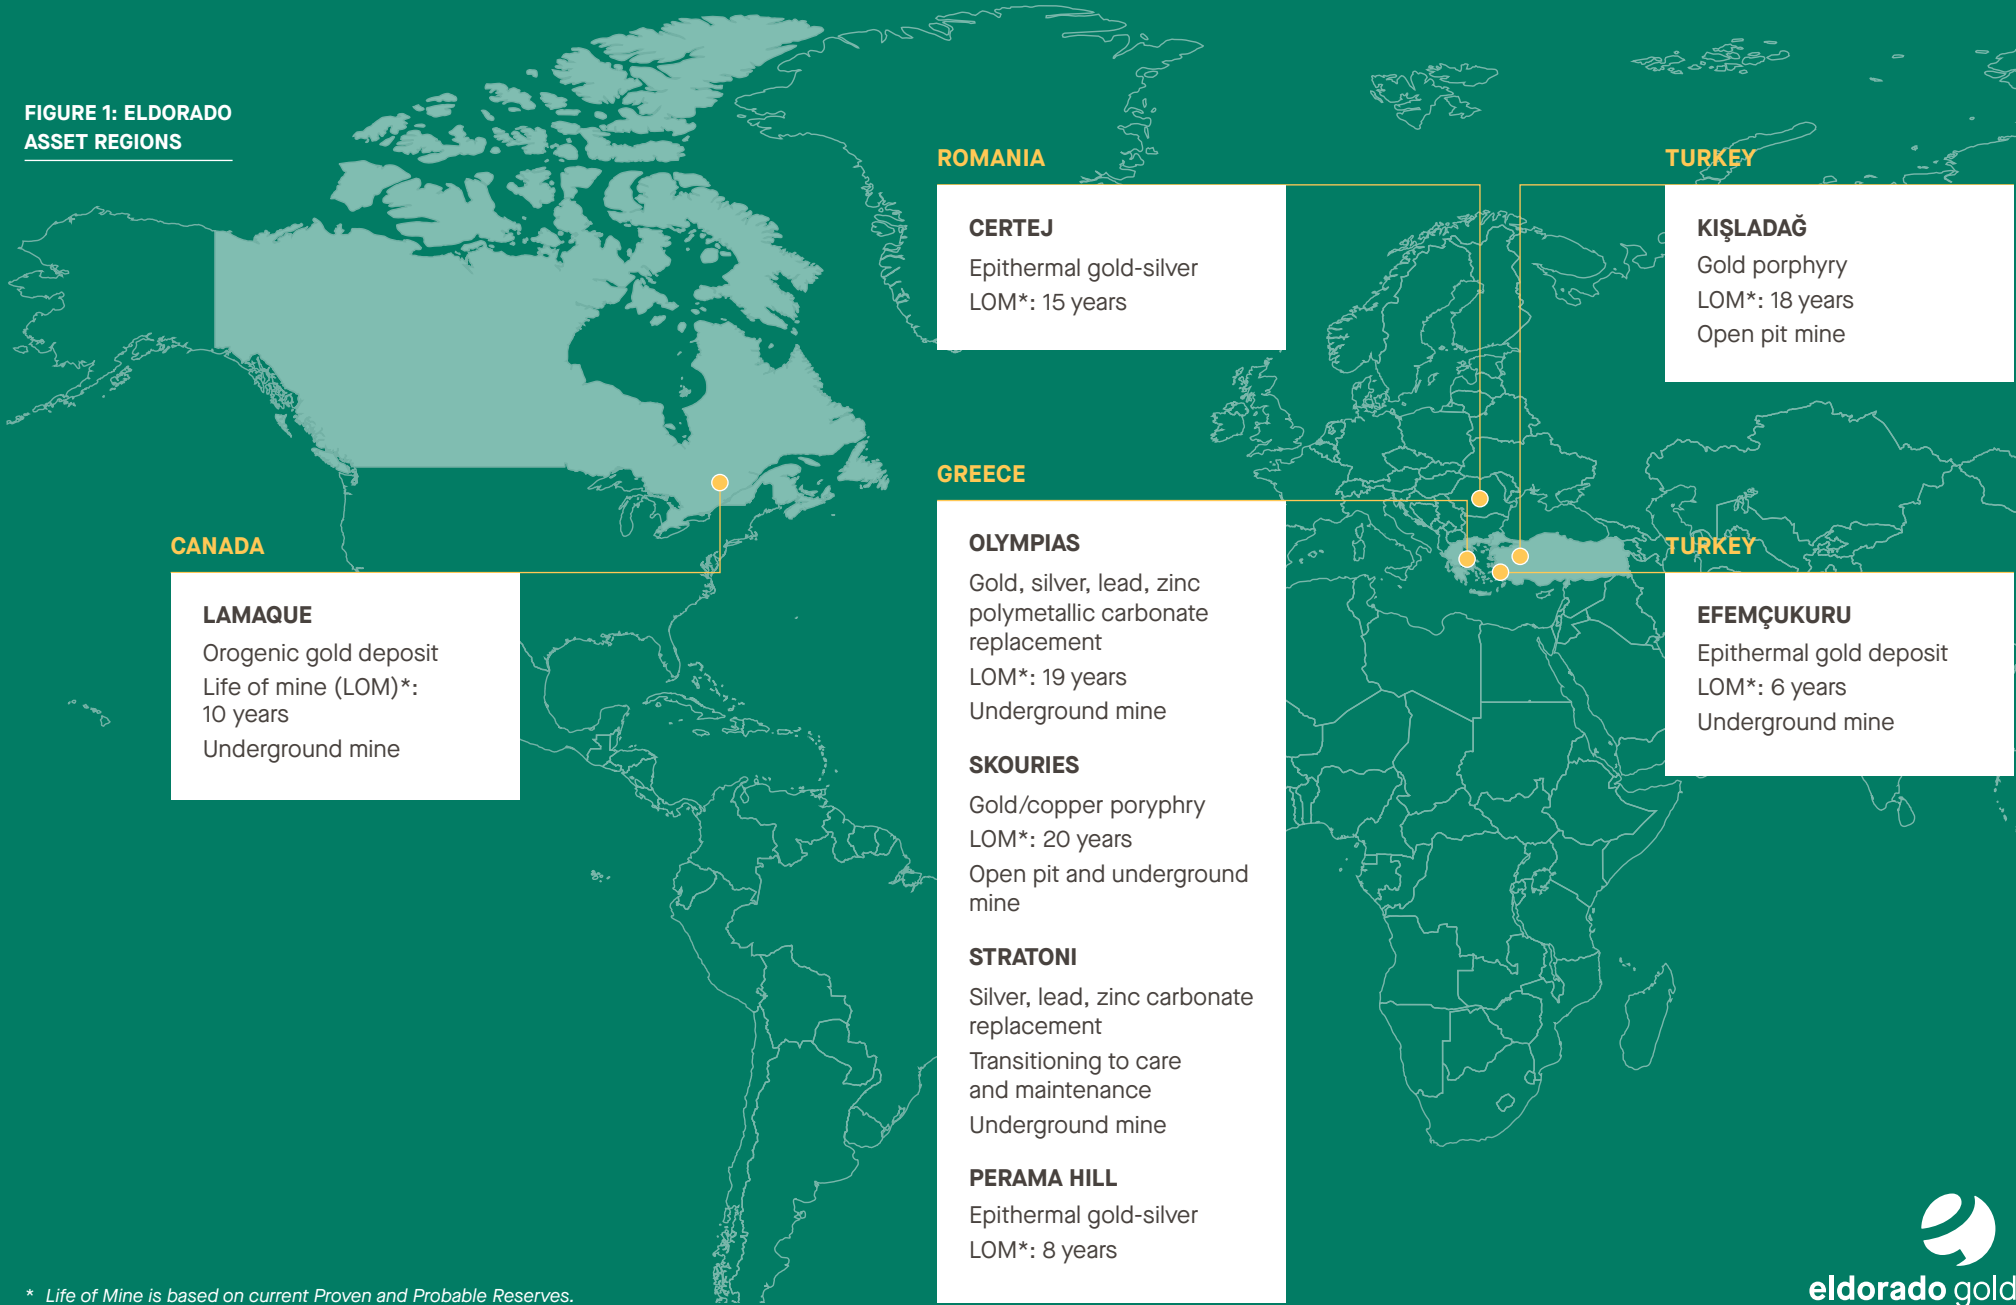 FIGURE 1: ELDORADO
ASSET REGIONS
CANADA
LAMAQUE
Orogenic gold deposit
Life of mine (LOM)*:
10 years
Underground mine
ROMANIA
CERTEJ
Epithermal gold-silver
LOM*: 15 years
GREECE
OLYMPIAS
Gold, silver, lead, zinc
polymetallic carbonate
replacement
LOM*: 19 years
Underground mine
SKOURIES
Gold/copper poryphry
LOM*: 20 years
Open pit and underground
mine
STRATONI
Silver, lead, zinc carbonate
replacement
Transitioning to care
and maintenance
Underground mine
PERAMA HILL
Epithermal gold-silver
LOM*: 8 years
TURKEY
KIŞLADAĞ
Gold porphyry
LOM*: 18 years
Open pit mine
TURKEY
EFEMÇUKURU
Epithermal gold deposit
LOM*: 6 years
Underground mine
* Life of Mine is based on current Proven and Probable Reserves.
eldorado gold